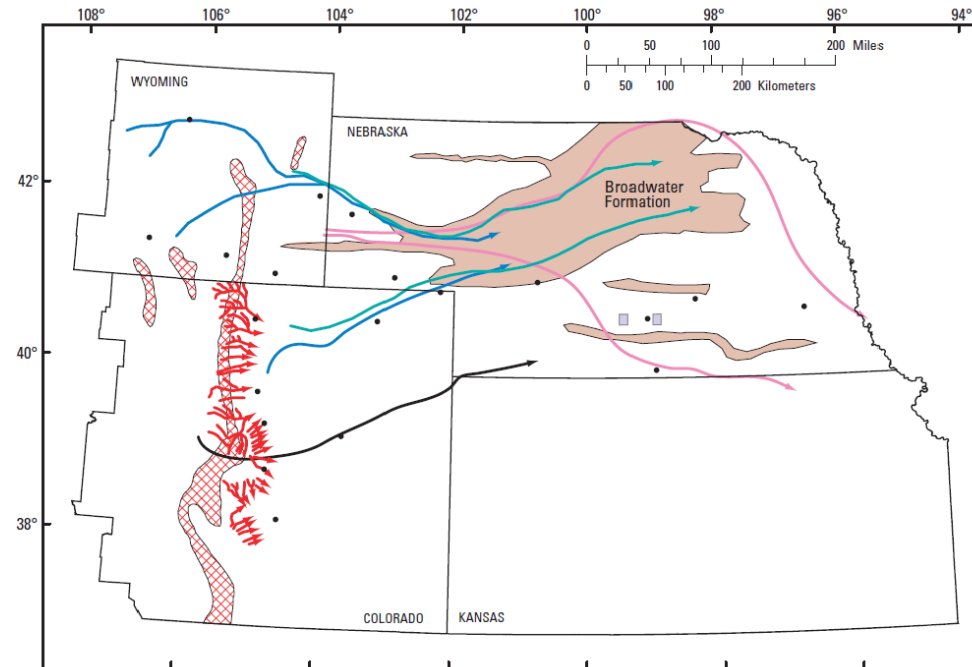 108° 106° 104° 102° 100° 98° 96° 94°
0 50 100 200 Miles
0 50 100 200 Kilometers
WYOMING
NEBRASKA
42°
Broadwater
Formation
40°
38°
COLORADO
KANSAS